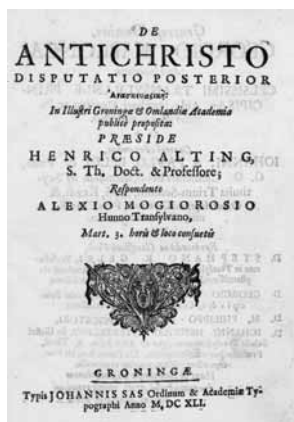 DE
ANTICHRISTO
DISPUTATIO POSTERIOR
In Illustri Groningæ & Omlandiæ Academia
publicè proposita:
PRÆSIDE
HENRICO ALTING,
S. Th. Doct. & Professore;
Respondente
ALEXIO MOGIOROSIO
Hunno Transylvano,
Mart. 3. horis & loco consuetis
GRONINGÆ
Typis JOHANNIS SAS Ordinum & Academiæ Ty-
pographi Anno M, DC XLI.